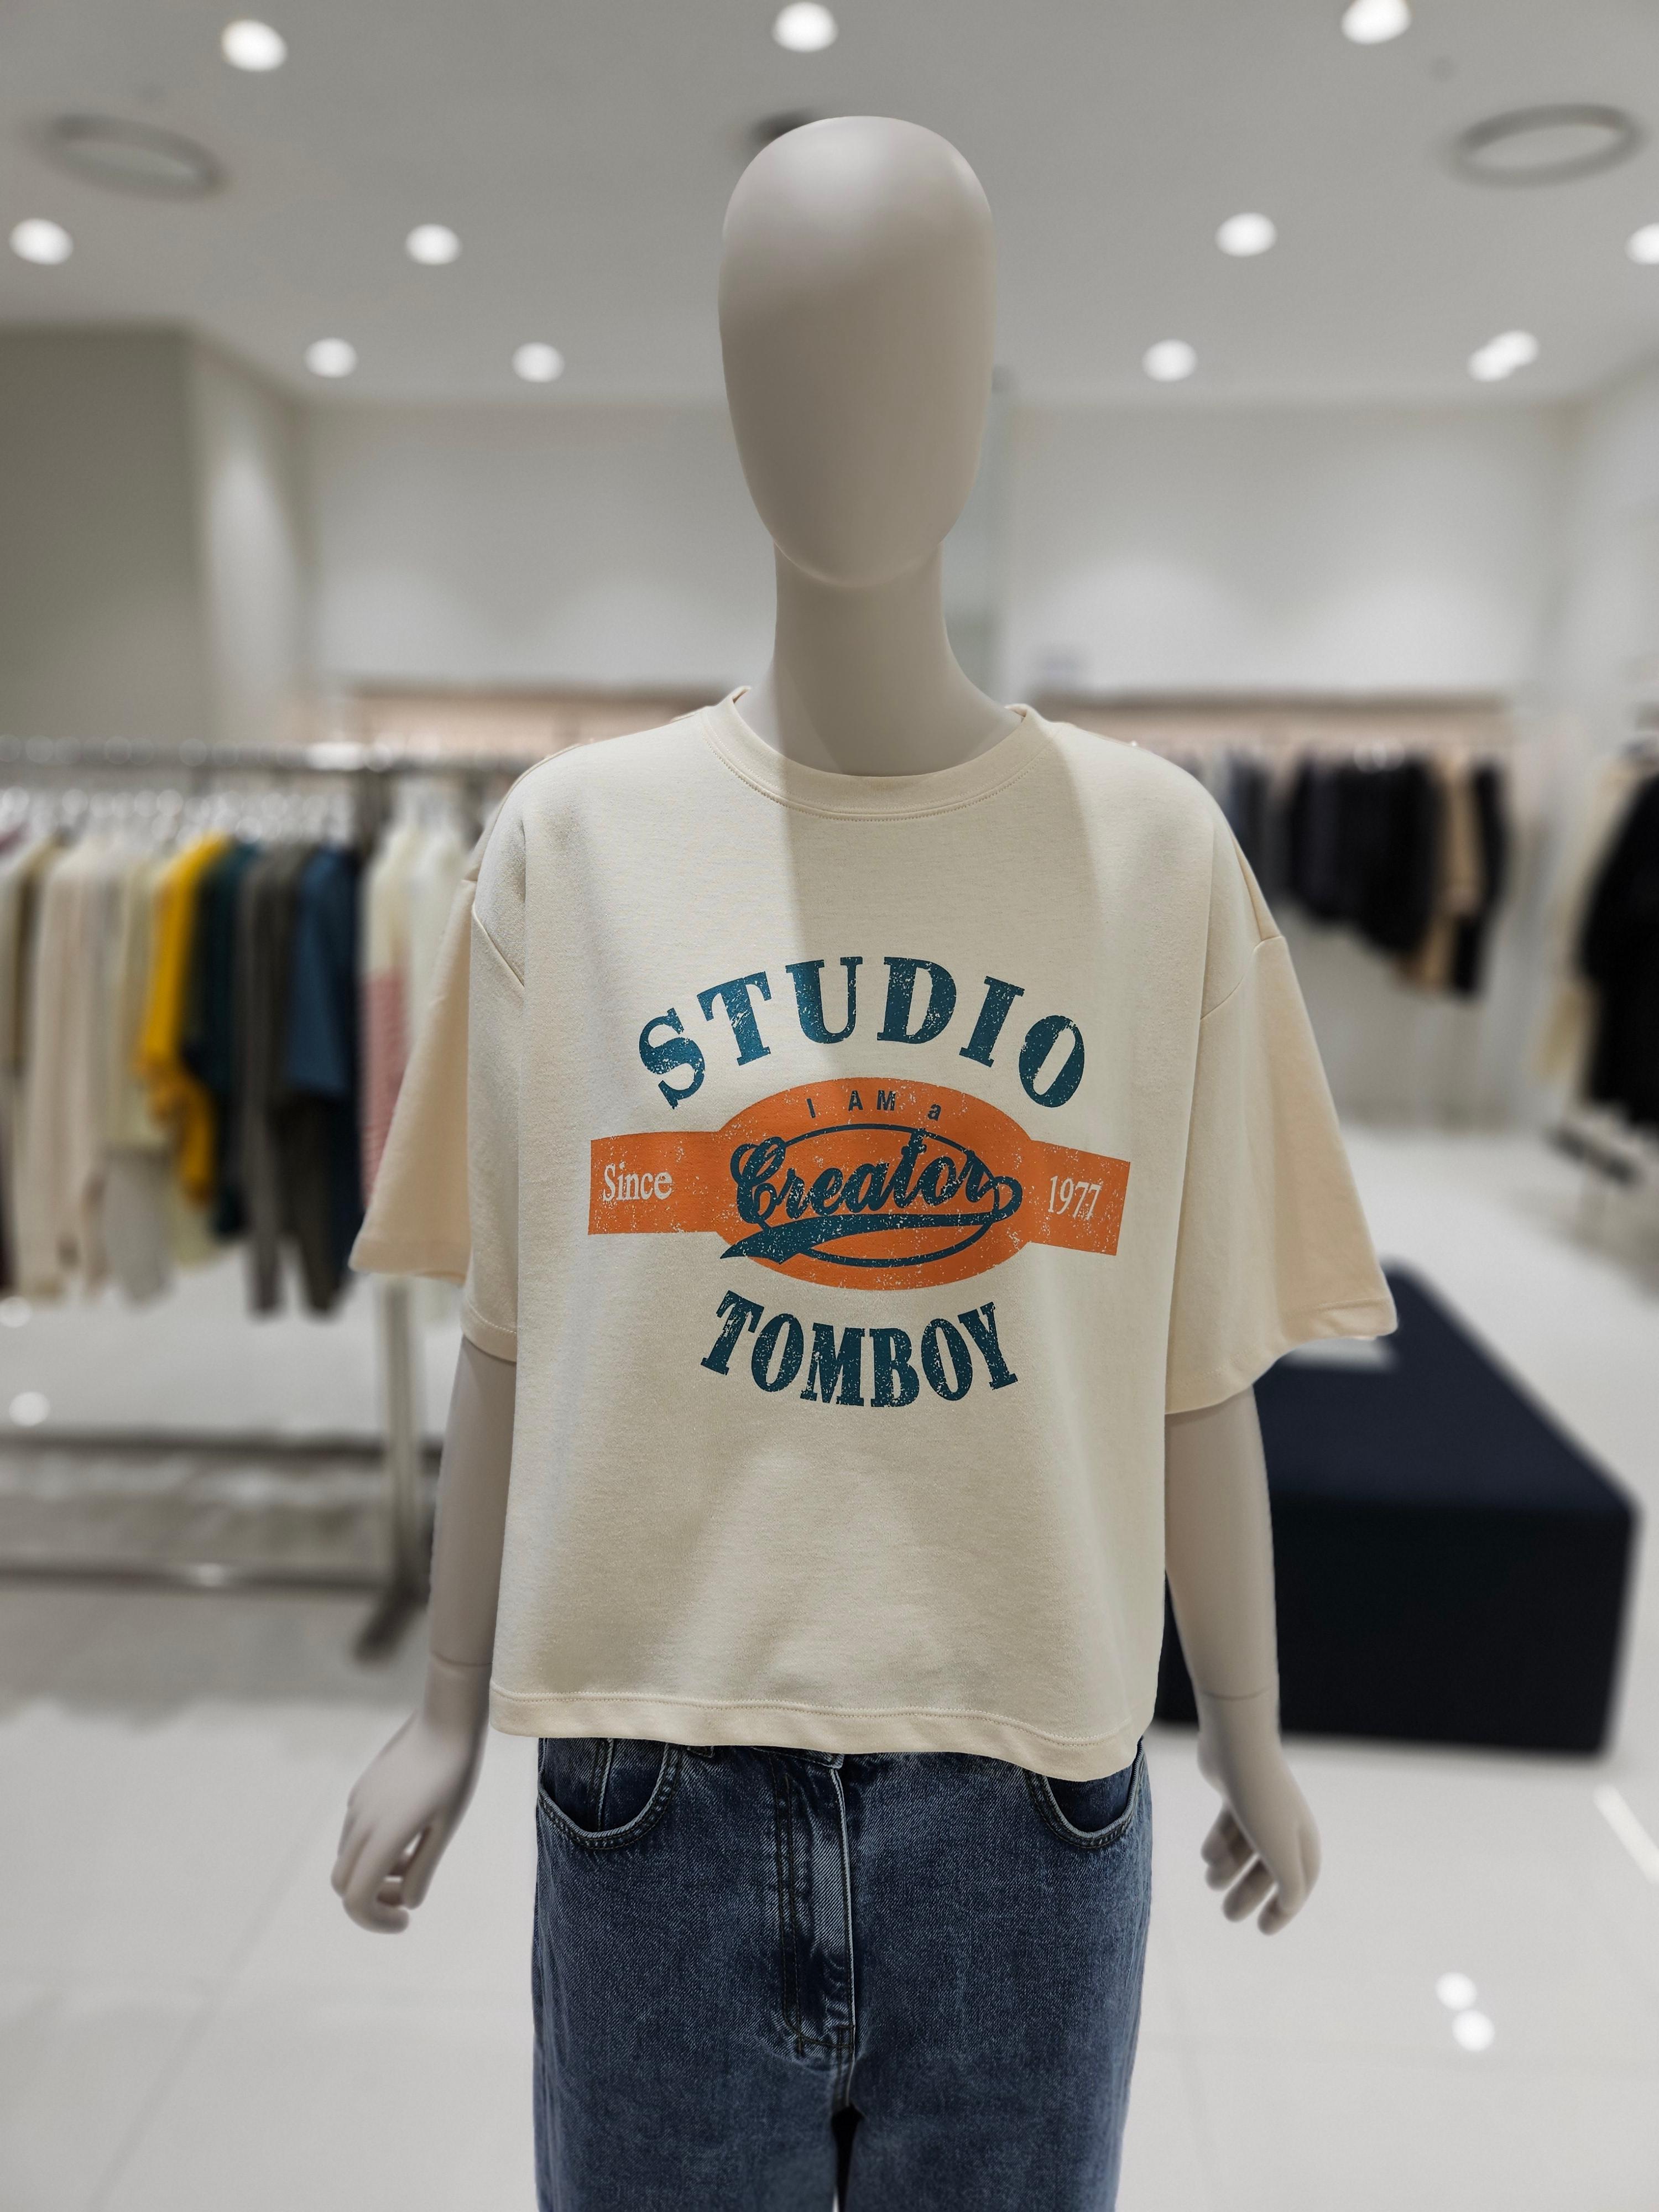 STUDIO
I AM a
Since Creator 1977
TOMBOY